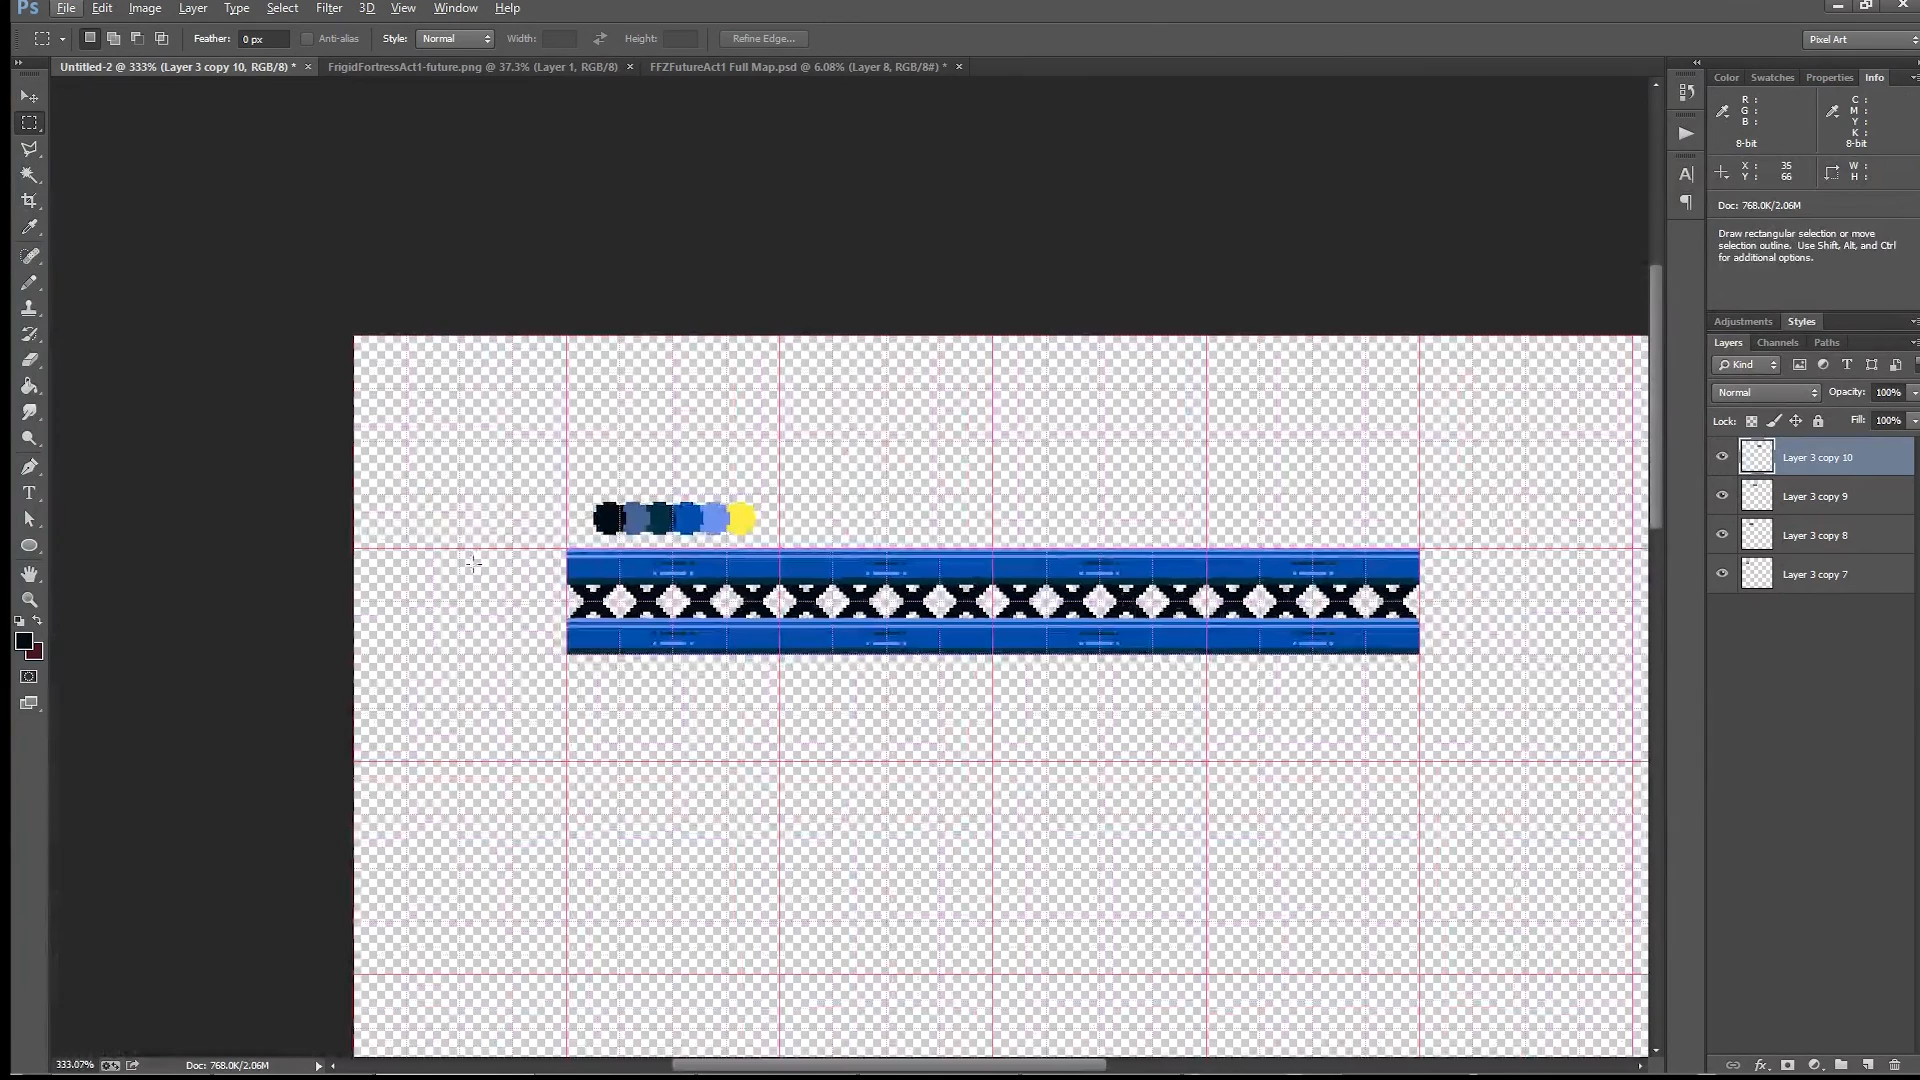 Ps File Edit Image Layer Type Select Filter 3D View Window Help
Feather: 0 px Anti-alias Style: Normal Width: Height: Refine Edge... Pixel Art
Untitled-2 @ 333% (Layer 3 copy 10, RGB/8) * × FrigidFortressAct1-future.png @ 37.3% (Layer 1, RGB/8) × FFZFutureAct1 Full Map.psd @ 6.08% (Layer 8, RGB/8#) * ×
Color Swatches Properties Info
R : C :
G : M :
B : Y :
K :
8-bit 8-bit
X : 35 W :
Y : 66 H :
Doc: 768.0K/2.06M
Draw rectangular selection or move
selection outline. Use Shift, Alt, and Ctrl
for additional options.
Adjustments Styles
Layers Channels Paths
Kind
Normal Opacity: 100%
Lock: Fill: 100%
Layer 3 copy 10
Layer 3 copy 9
Layer 3 copy 8
Layer 3 copy 7
333.07% Doc: 768.0K/2.06M